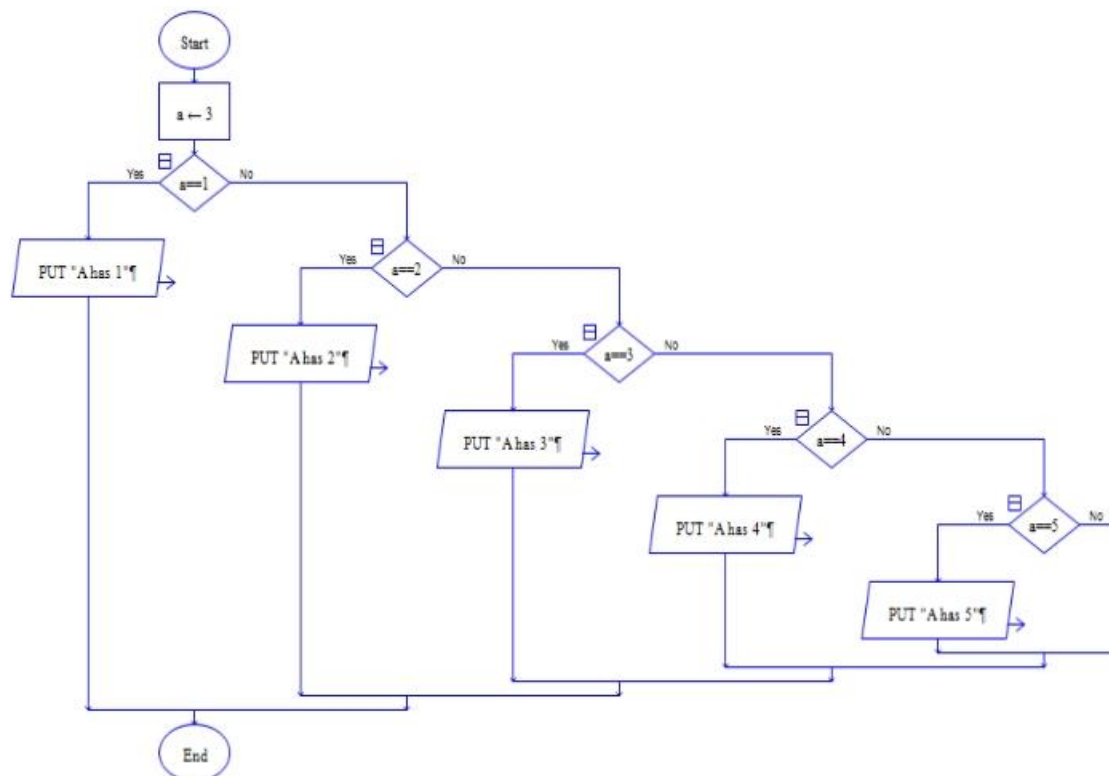 Start
a ← 3
Yes
a==1
No
PUT "A has 1"¶
Yes
a==2
No
PUT "A has 2"¶
Yes
a==3
No
PUT "A has 3"¶
Yes
a==4
No
PUT "A has 4"¶
Yes
a==5
No
PUT "A has 5"¶
End